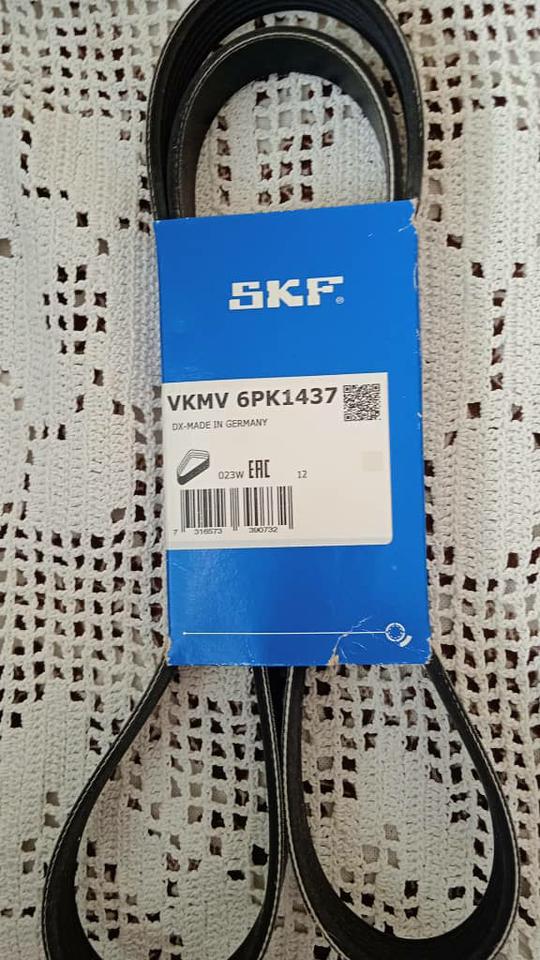 SKF®
VKMV 6PK1437
DX-MADE IN GERMANY
023W EAC 12
7 316573 390732